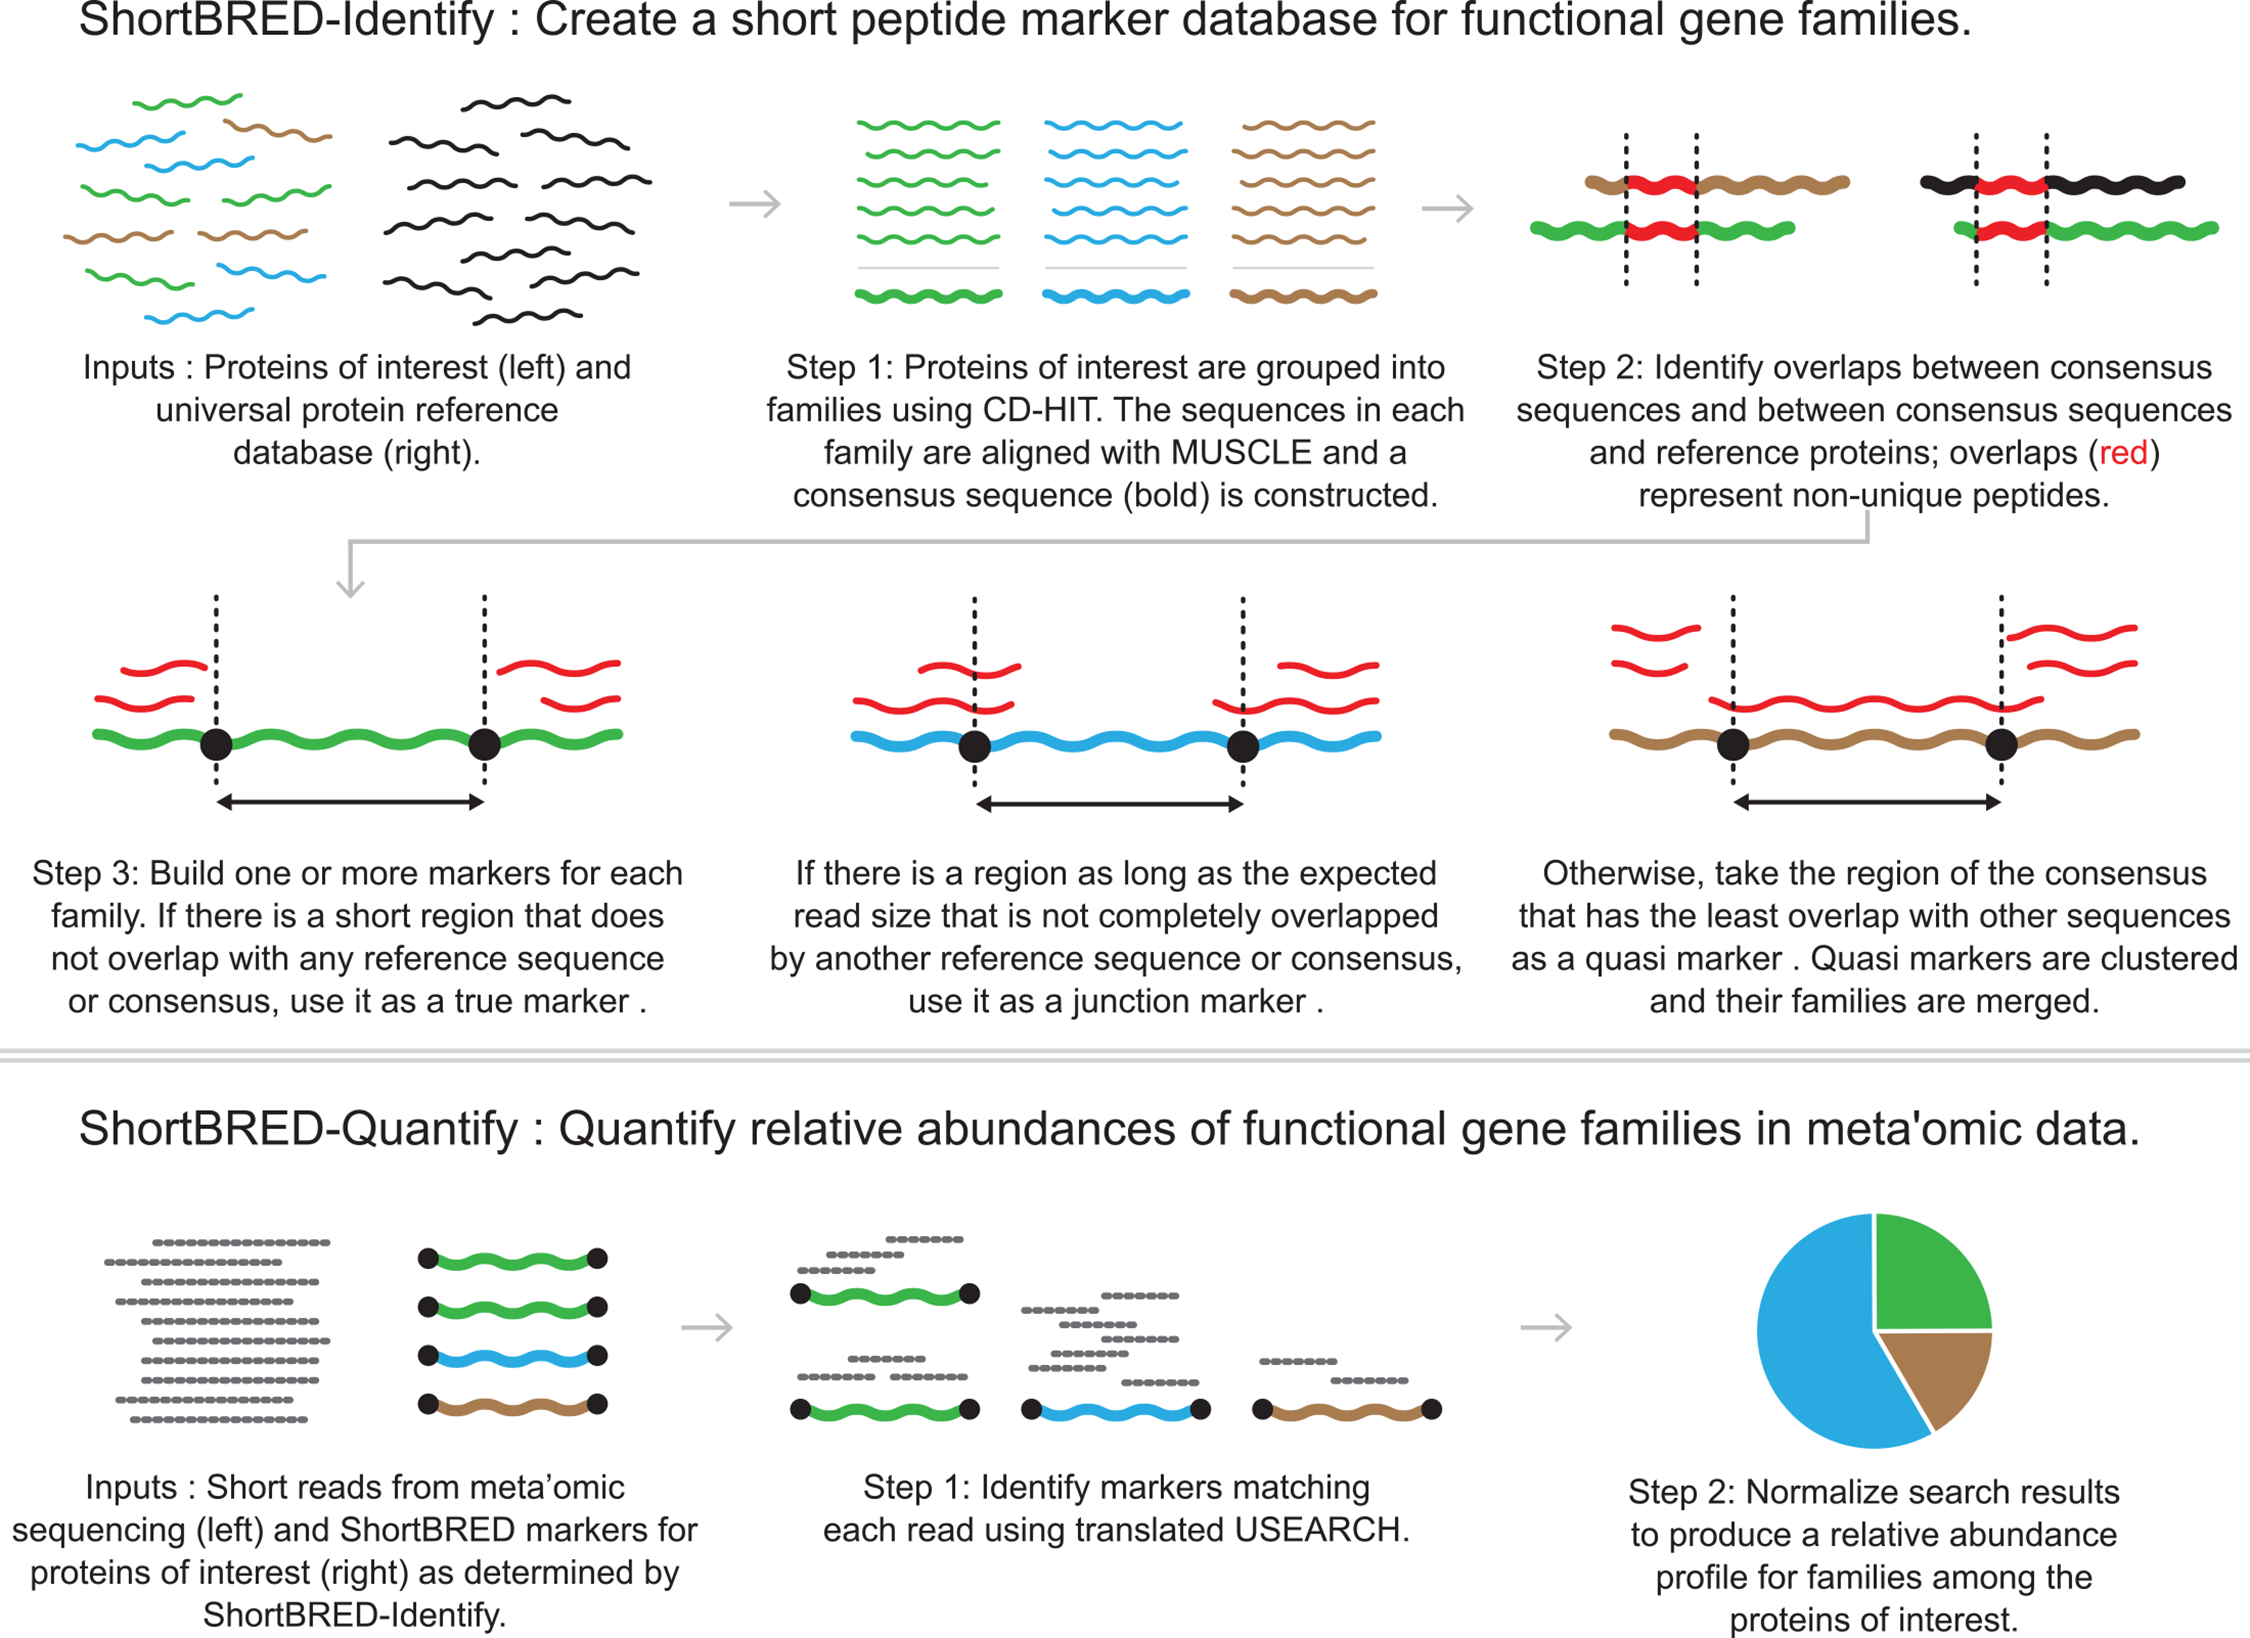 ShortBRED-Identify : Create a short peptide marker database for functional gene families.
Inputs : Proteins of interest (left) and
universal protein reference
database (right).
Step 1: Proteins of interest are grouped into
families using CD-HIT. The sequences in each
family are aligned with MUSCLE and a
consensus sequence (bold) is constructed.
Step 2: Identify overlaps between consensus
sequences and between consensus sequences
and reference proteins; overlaps (red)
represent non-unique peptides.
Step 3: Build one or more markers for each
family. If there is a short region that does
not overlap with any reference sequence
or consensus, use it as a true marker .
If there is a region as long as the expected
read size that is not completely overlapped
by another reference sequence or consensus,
use it as a junction marker .
Otherwise, take the region of the consensus
that has the least overlap with other sequences
as a quasi marker . Quasi markers are clustered
and their families are merged.
ShortBRED-Quantify : Quantify relative abundances of functional gene families in meta'omic data.
Inputs : Short reads from meta’omic
sequencing (left) and ShortBRED markers for
proteins of interest (right) as determined by
ShortBRED-Identify.
Step 1: Identify markers matching
each read using translated USEARCH.
Step 2: Normalize search results
to produce a relative abundance
profile for families among the
proteins of interest.